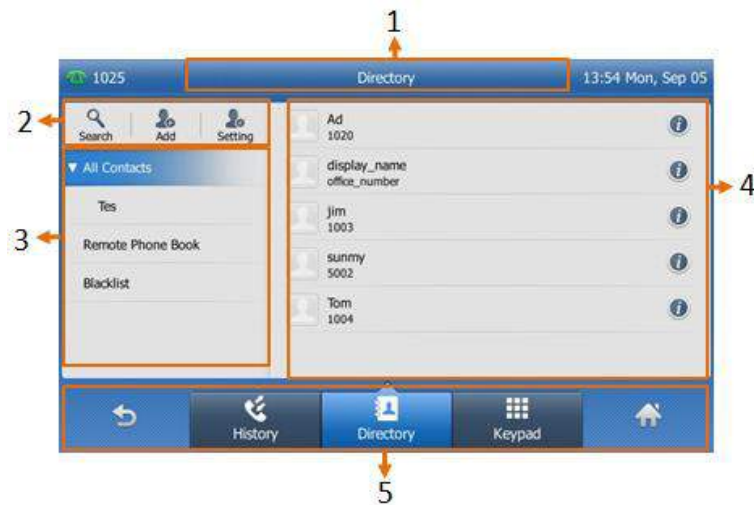 1
1025 Directory 13:54 Mon, Sep 05
2
Search Add Setting
3
All Contacts
Tes
Remote Phone Book
Blacklist
Ad
1020
display_name
office_number
jim
1003
sunmy
5002
Tom
1004
4
History Directory Keypad
5